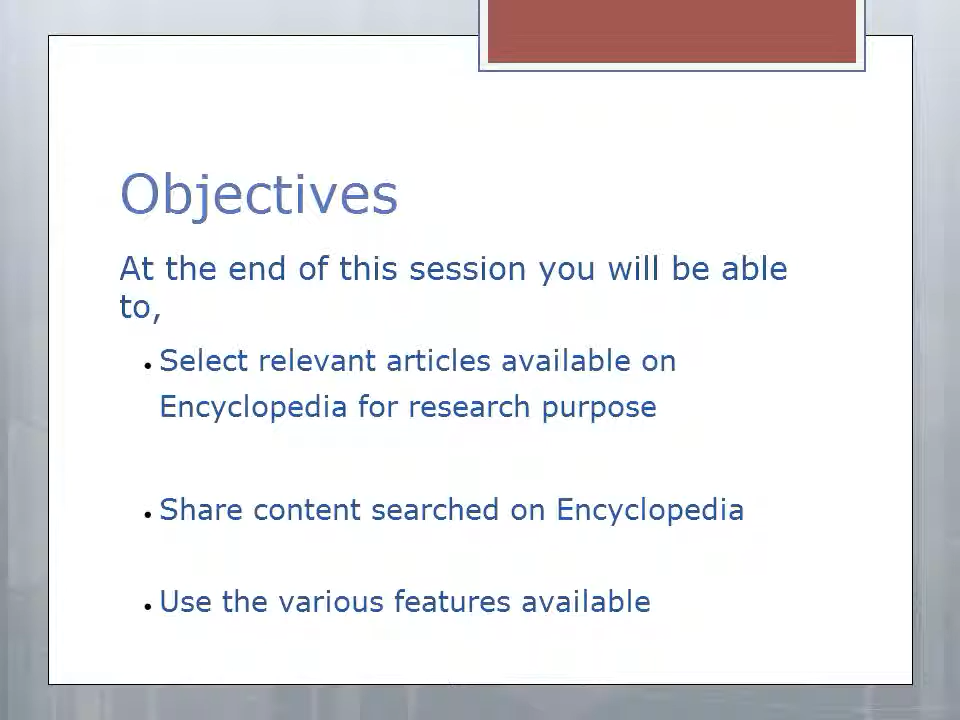 Objectives
At the end of this session you will be able
to,
• Select relevant articles available on
Encyclopedia for research purpose
• Share content searched on Encyclopedia
• Use the various features available